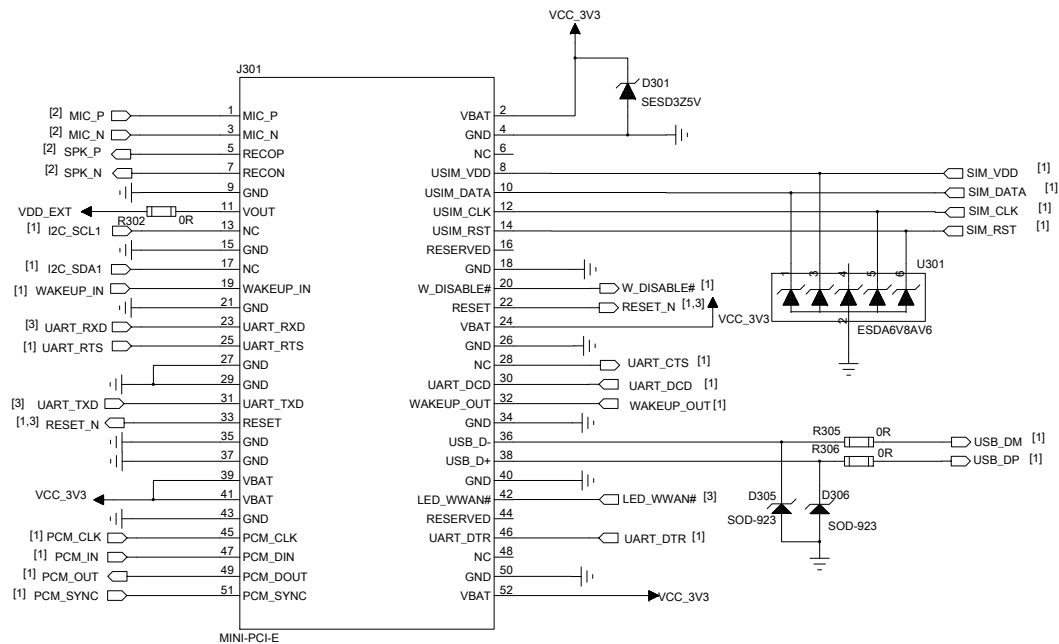 VCC_3V3
J301
D301
SESD3Z5V
[2] MIC_P 1 MIC_P VBAT 2
[2] MIC_N 3 MIC_N GND 4
[2] SPK_P 5 RECOP NC 6
[2] SPK_N 7 RECON USIM_VDD 8 SIM_VDD [1]
9 GND USIM_DATA 10 SIM_DATA [1]
VDD_EXT R302 0R 11 VOUT USIM_CLK 12 SIM_CLK [1]
[1] I2C_SCL1 13 NC USIM_RST 14 SIM_RST [1]
15 GND RESERVED 16
[1] I2C_SDA1 17 NC GND 18
U301
1 3 4 5 6
2
ESDA6V8AV6
[1] WAKEUP_IN 19 WAKEUP_IN W_DISABLE# 20 W_DISABLE# [1]
21 GND RESET 22 RESET_N [1,3]
[3] UART_RXD 23 UART_RXD VBAT 24 VCC_3V3
[1] UART_RTS 25 UART_RTS GND 26
27 GND NC 28 UART_CTS [1]
29 GND UART_DCD 30 UART_DCD [1]
[3] UART_TXD 31 UART_TXD WAKEUP_OUT 32 WAKEUP_OUT [1]
[1,3] RESET_N 33 RESET GND 34
35 GND USB_D- 36 R305 0R USB_DM [1]
37 GND USB_D+ 38 R306 0R USB_DP [1]
39 VBAT GND 40
VCC_3V3 41 VBAT LED_WWAN# 42 LED_WWAN# [3]
D305 D306
SOD-923 SOD-923
43 GND RESERVED 44
[1] PCM_CLK 45 PCM_CLK UART_DTR 46 UART_DTR [1]
[1] PCM_IN 47 PCM_DIN NC 48
[1] PCM_OUT 49 PCM_DOUT GND 50
[1] PCM_SYNC 51 PCM_SYNC VBAT 52 VCC_3V3
MINI-PCI-E